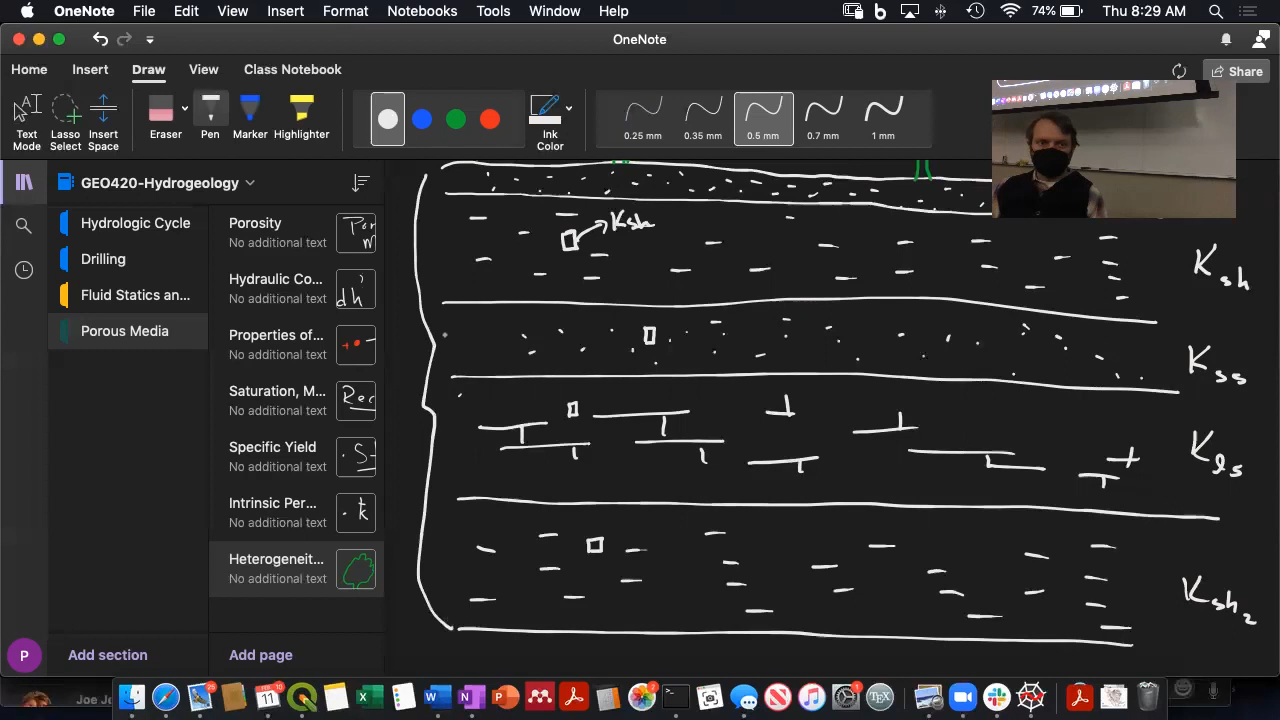 OneNote File Edit View Insert Format Notebooks Tools Window Help 74% Thu 8:29 AM
OneNote
Home Insert Draw View Class Notebook Share
Text Mode Lasso Select Insert Space Eraser Pen Marker Highlighter Ink Color 0.25 mm 0.35 mm 0.5 mm 0.7 mm 1 mm
GEO420-Hydrogeology
Hydrologic Cycle
Drilling
Fluid Statics an...
Porous Media
Add section
Porosity
No additional text
Hydraulic Co...
No additional text
dh
Properties of...
No additional text
Saturation, M...
No additional text
Rec
Specific Yield
No additional text
Intrinsic Per...
No additional text
k
Heterogeneit...
No additional text
Add page
Ksh
Ksh
Kss
Kls
Ksh2
P